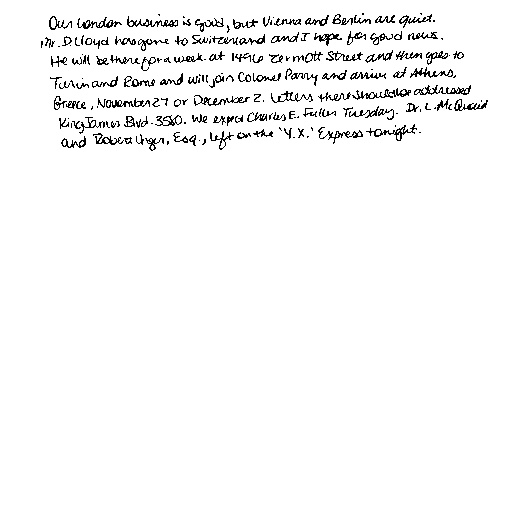 Our London business is good, but Vienna and Berlin are quiet.
Mr. D. Lloyd has gone to Switzerland and I hope for good news.
He will be there for a week at 1496 Zermott Street and then goes to
Turin and Rome and will join Colonel Parry and arrive at Athens,
Greece, November 27 or December 2. Letters there should be addressed
King James Blvd. 3580. We expect Charles E. Fuller Tuesday. Dr. L. McQuaid
and Robert Unger, Esq., left on the 'Y.X.' Express tonight.